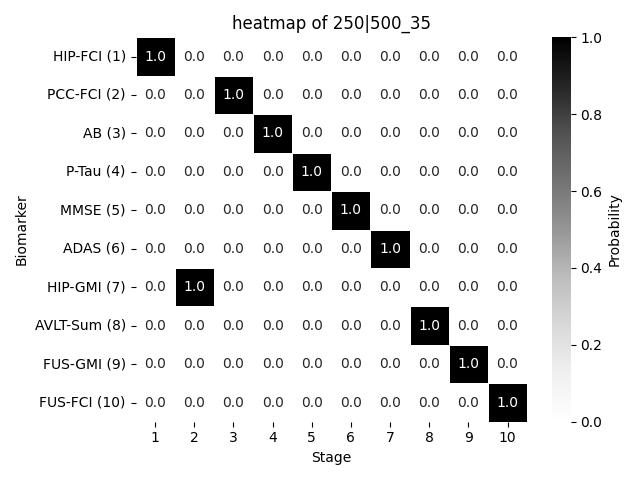 heatmap of 250|500_35
HIP-FCI (1) 1.0 0.0 0.0 0.0 0.0 0.0 0.0 0.0 0.0 0.0
PCC-FCI (2) 0.0 0.0 1.0 0.0 0.0 0.0 0.0 0.0 0.0 0.0
AB (3) 0.0 0.0 0.0 1.0 0.0 0.0 0.0 0.0 0.0 0.0
P-Tau (4) 0.0 0.0 0.0 0.0 1.0 0.0 0.0 0.0 0.0 0.0
MMSE (5) 0.0 0.0 0.0 0.0 0.0 1.0 0.0 0.0 0.0 0.0
ADAS (6) 0.0 0.0 0.0 0.0 0.0 0.0 1.0 0.0 0.0 0.0
HIP-GMI (7) 0.0 1.0 0.0 0.0 0.0 0.0 0.0 0.0 0.0 0.0
AVLT-Sum (8) 0.0 0.0 0.0 0.0 0.0 0.0 0.0 1.0 0.0 0.0
FUS-GMI (9) 0.0 0.0 0.0 0.0 0.0 0.0 0.0 0.0 1.0 0.0
FUS-FCI (10) 0.0 0.0 0.0 0.0 0.0 0.0 0.0 0.0 0.0 1.0
1 2 3 4 5 6 7 8 9 10
Stage
Biomarker
1.0
0.8
0.6
0.4
0.2
0.0
Probability